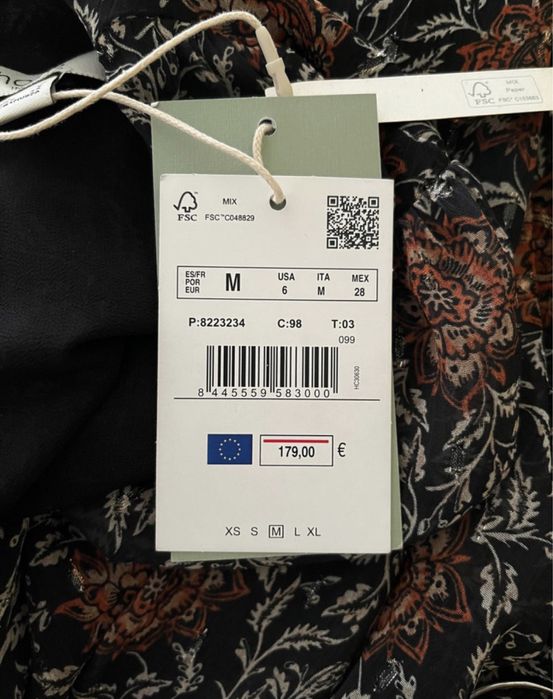 MIX
Paper
FSC
MIX
FSC
FSC™C048829
ES/FR
POR
EUR
M
USA
6
ITA
M
MEX
28
P:8223234 C:98 T:03
099
8 445559 583000
HC30630
179,00 €
XS S M L XL